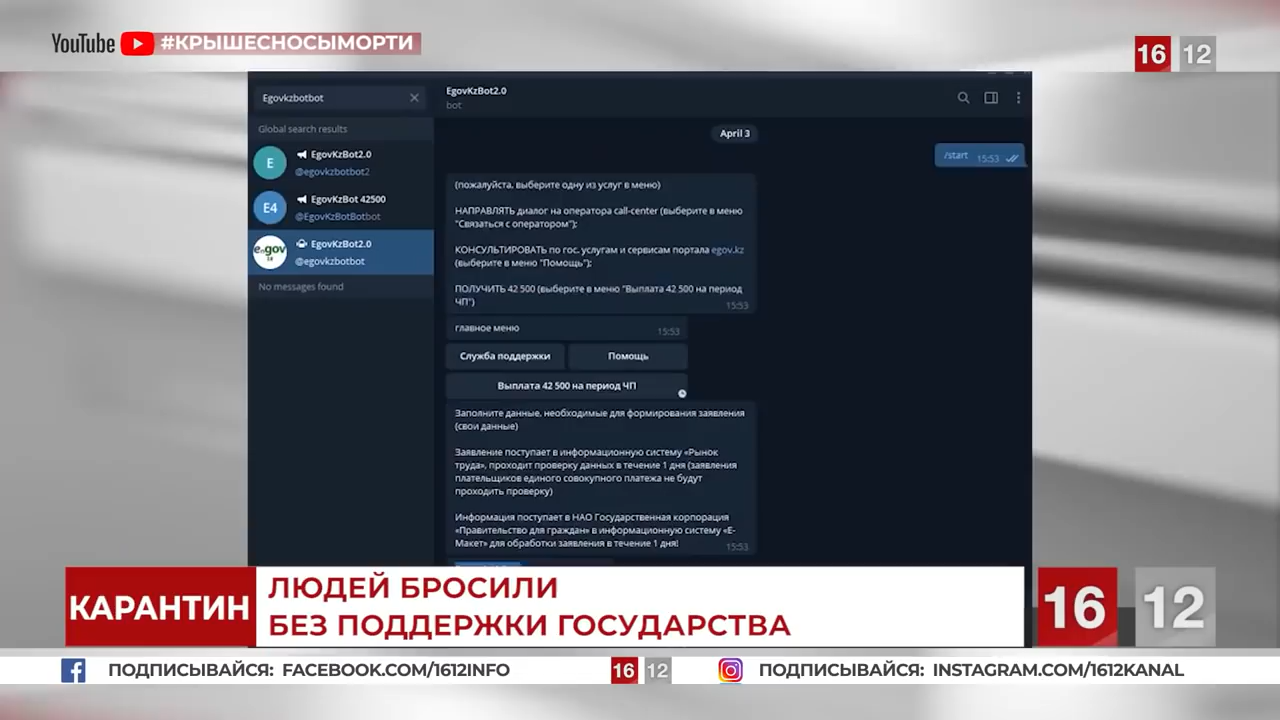 YouTube #КРЫШЕСНОСЫМОРТИ
16 12
Egovkzbotbot
Global search results
E
EgovKzBot2.0
@egovkzbotbot2
E4
EgovKzBot 42500
@EgovKzBotBotbot
EgovKzBot2.0
@egovkzbotbot
No messages found
EgovKzBot2.0
bot
April 3
/start 15:53
(пожалуйста, выберите одну из услуг в меню)
НАПРАВЛЯТЬ диалог на оператора call-center (выберите в меню
"Связаться с оператором");
КОНСУЛЬТИРОВАТЬ по гос. услугам и сервисам портала egov.kz
(выберите в меню "Помощь");
ПОЛУЧИТЬ 42 500 (выберите в меню "Выплата 42 500 на период
ЧП")
15:53
главное меню 15:53
Служба поддержки Помощь
Выплата 42 500 на период ЧП
Заполните данные, необходимые для формирования заявления
(свои данные)
Заявление поступает в информационную систему «Рынок
труда», проходит проверку данных в течение 1 дня (заявления
плательщиков единого совокупного платежа не будут
проходить проверку)
Информация поступает в НАО Государственная корпорация
«Правительство для граждан» в информационную систему «Е-
Макет» для обработки заявления в течение 1 дня!
15:53
КАРАНТИН
ЛЮДЕЙ БРОСИЛИ
БЕЗ ПОДДЕРЖКИ ГОСУДАРСТВА
16 12
ПОДПИСЫВАЙСЯ: FACEBOOK.COM/1612INFO
16 12
ПОДПИСЫВАЙСЯ: INSTAGRAM.COM/1612KANAL